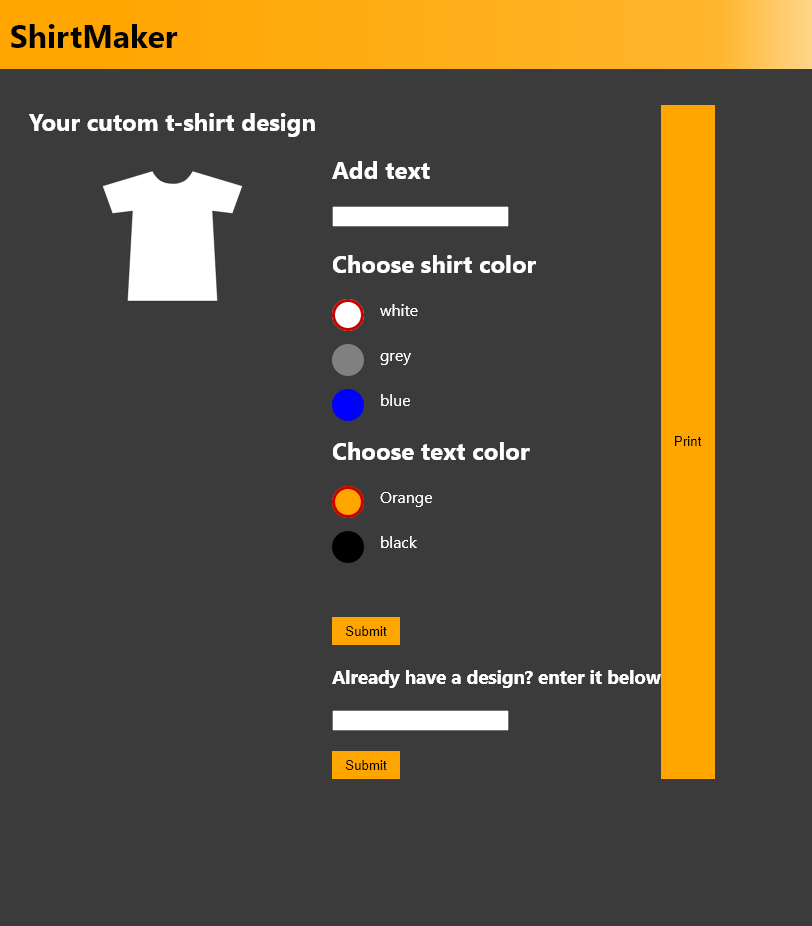 ShirtMaker
Your cutom t-shirt design
Add text
Choose shirt color
white
grey
blue
Choose text color
Orange
black
Submit
Already have a design? enter it below
Submit
Print